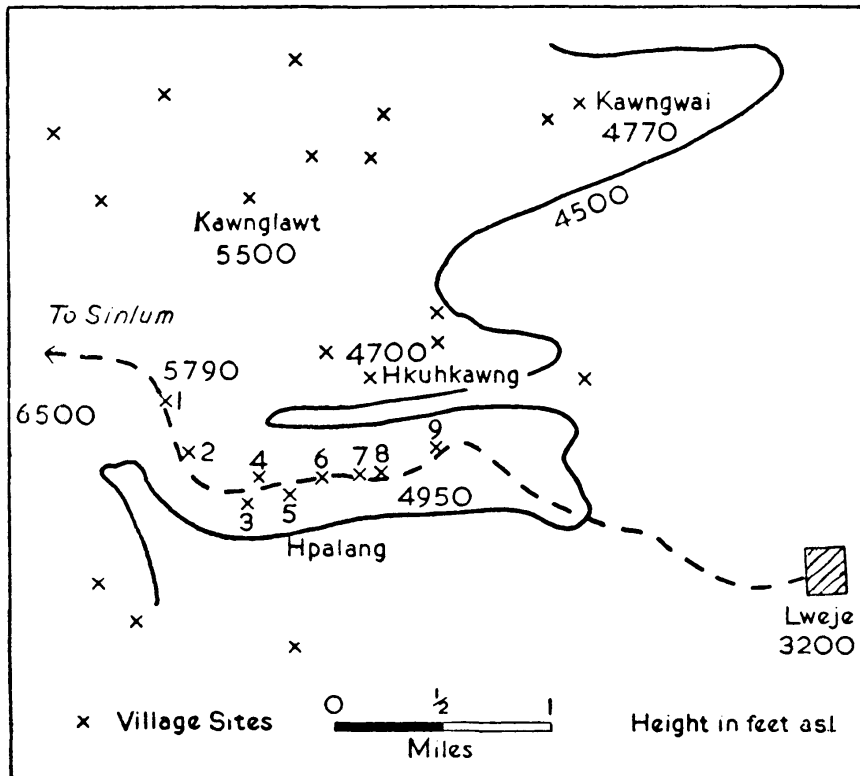 Kawngwai
4770
4500
Kawnglawt
5500
To Sinlum
5790
4700
Hkuhkawng
1
6500
2
9
4
6
7
8
3
5
4950
Hpalang
Lweje
3200
0
½
1
× Village Sites
Miles
Height in feet a.s.l